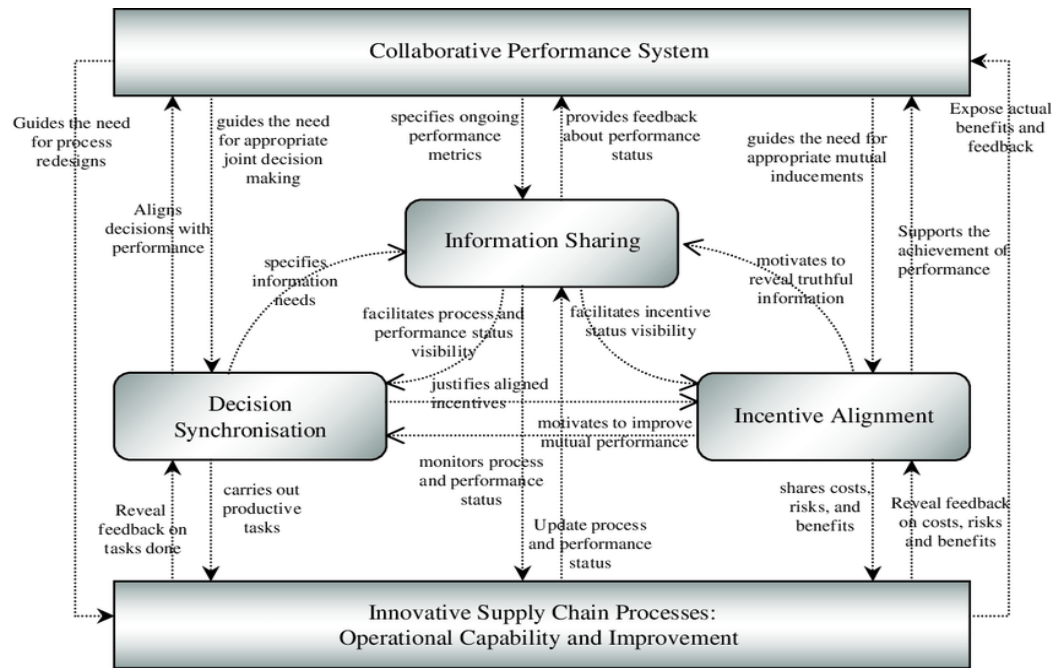 Collaborative Performance System
Guides the need
for process
redesigns
guides the need
for appropriate
joint decision
making
specifies ongoing
performance
metrics
provides feedback
about performance
status
guides the need for
appropriate mutual
inducements
Expose actual
benefits and
feedback
Aligns
decisions with
performance
Information Sharing
Supports the
achievement of
performance
specifies
information
needs
motivates to
reveal truthful
information
facilitates process and
performance status
visibility
facilitates incentive
status visibility
Decision
Synchronisation
justifies aligned
incentives
Incentive Alignment
motivates to improve
mutual performance
monitors process
and performance
status
Reveal
feedback on
tasks done
carries out
productive
tasks
Update process
and performance
status
shares costs,
risks, and
benefits
Reveal feedback
on costs, risks
and benefits
Innovative Supply Chain Processes:
Operational Capability and Improvement